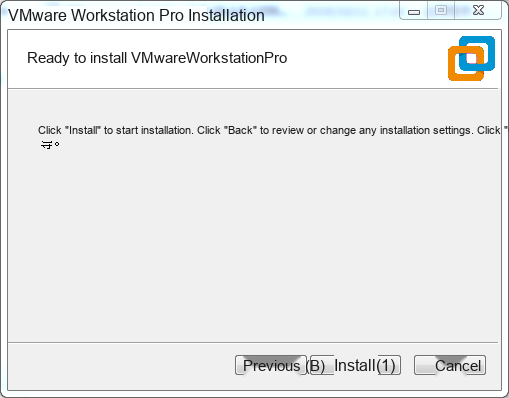 VMware Workstation Pro Installation
Ready to install VMwareWorkstationPro
Click "Install" to start installation. Click "Back" to review or change any installation settings. Click "
Previous (B) Install(1) Cancel